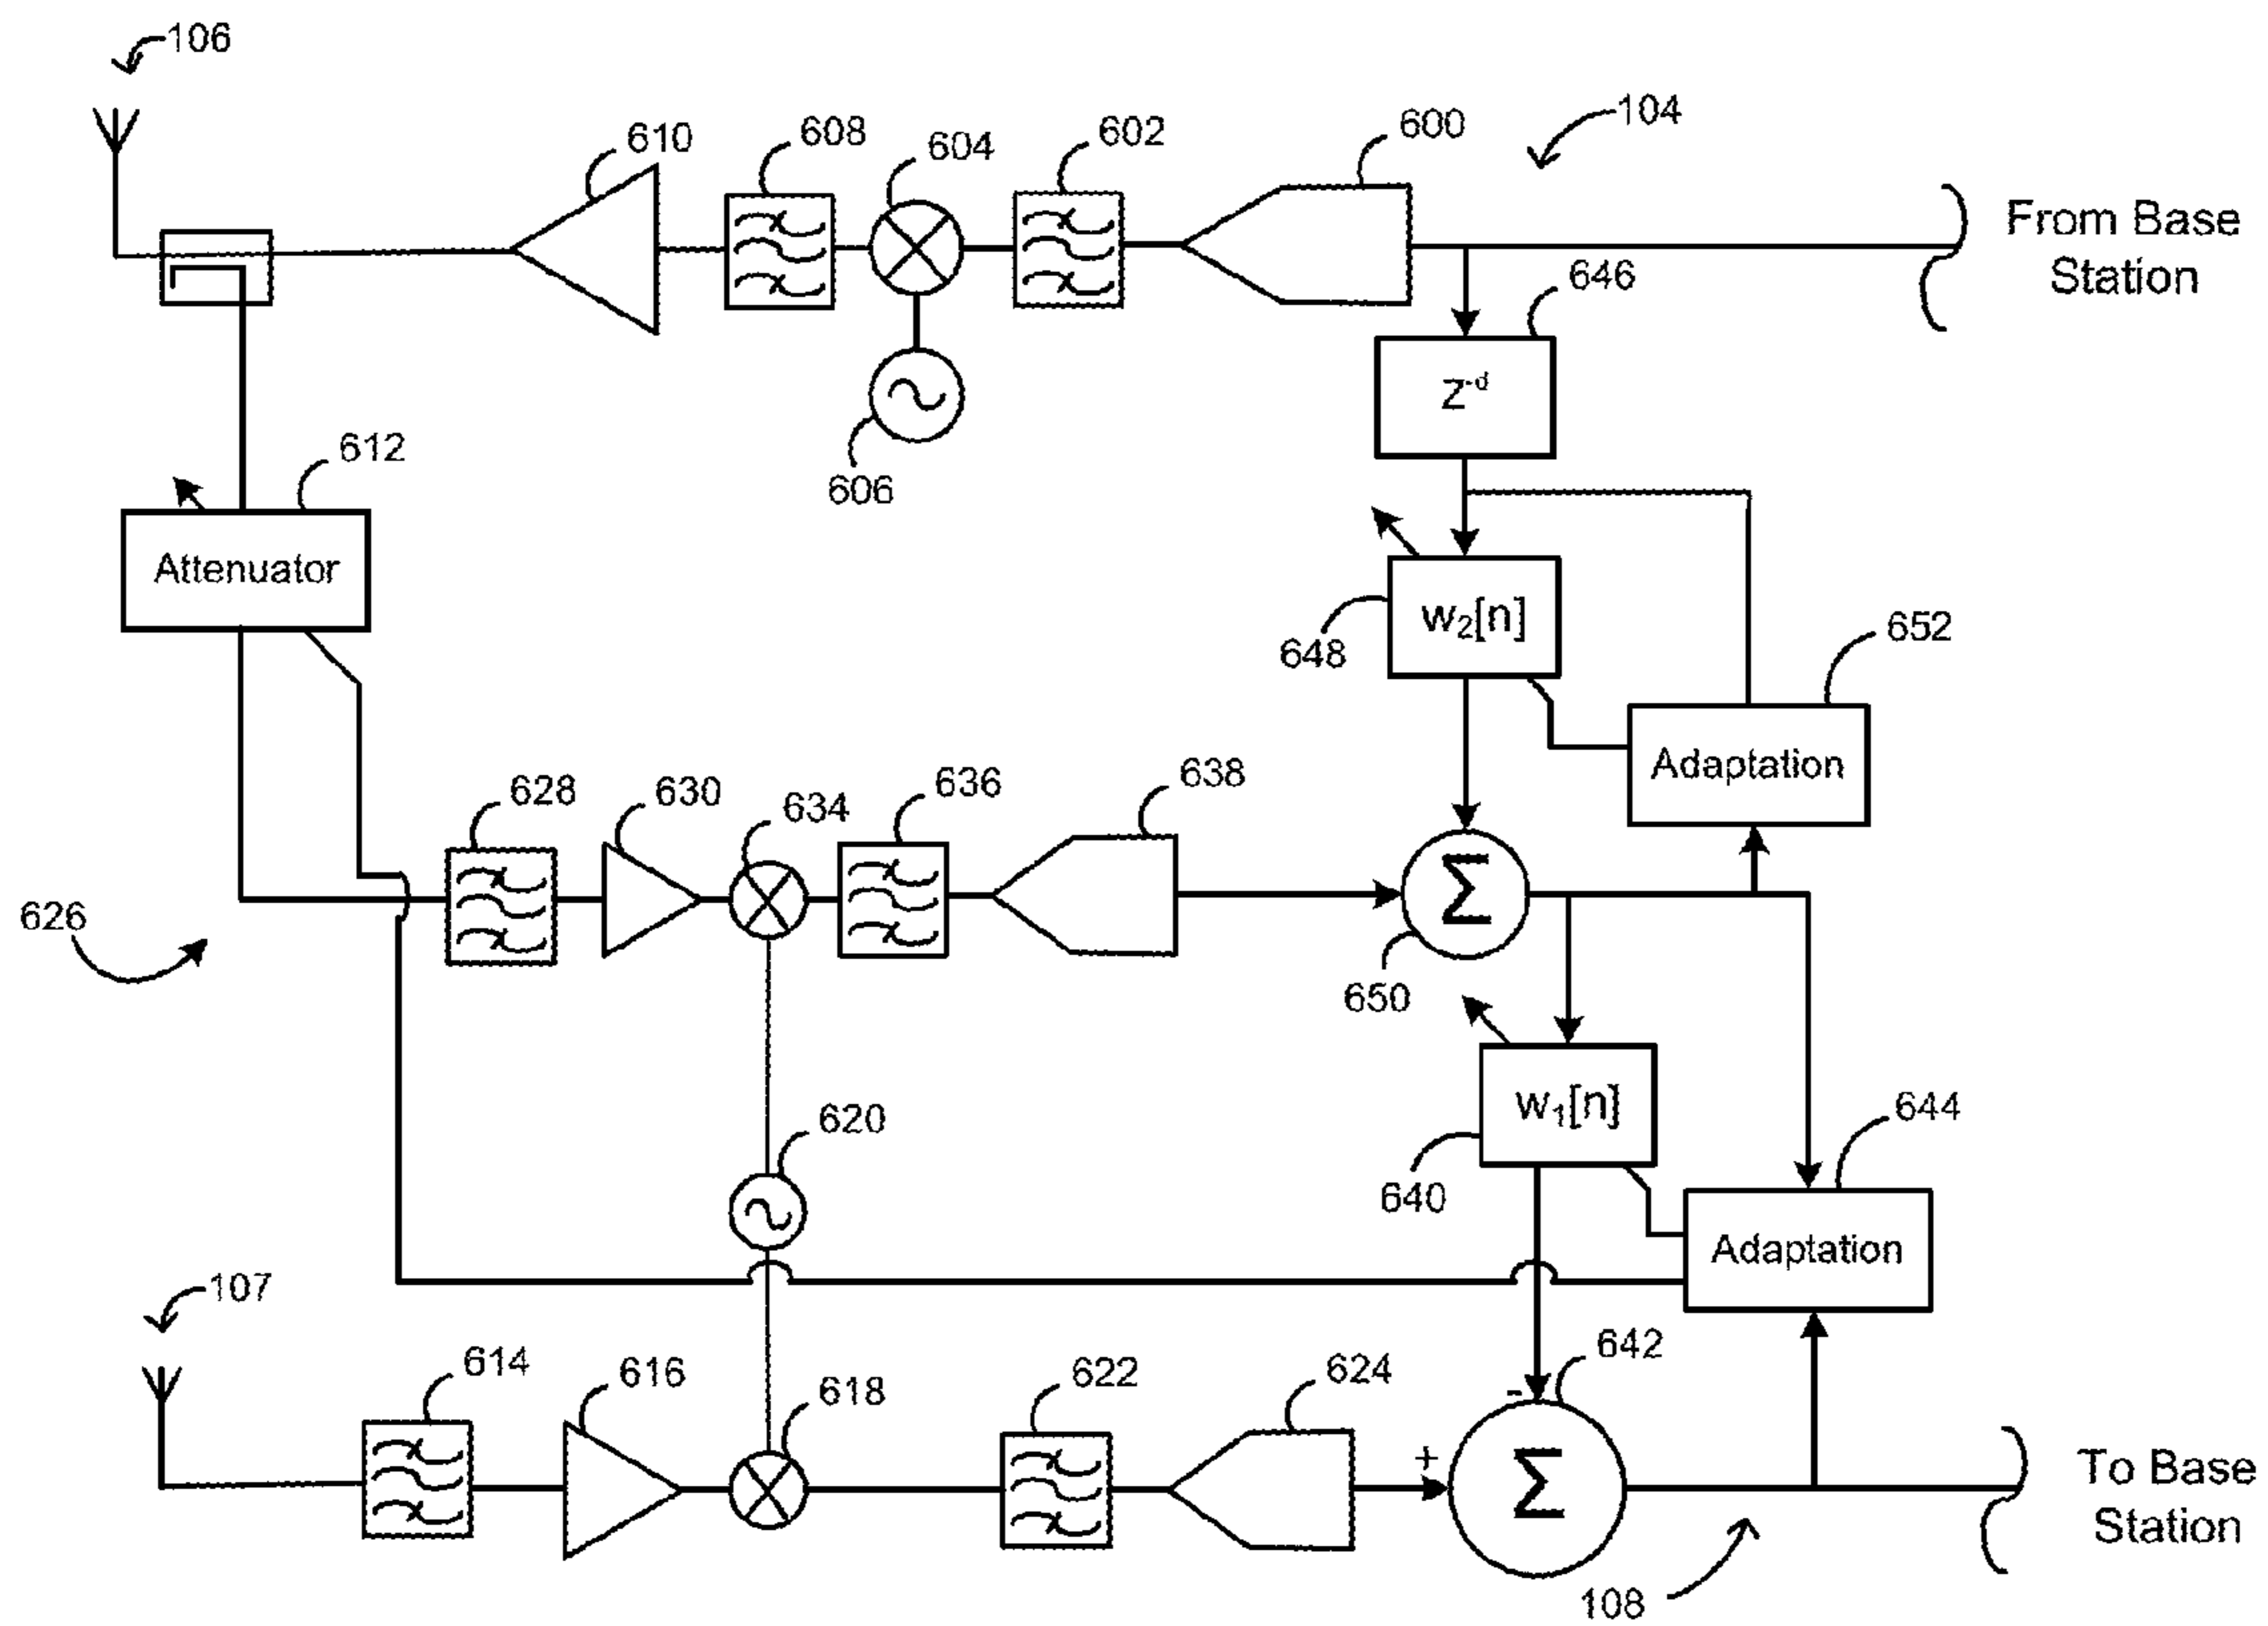 106
104
610
608
604
602
600
From Base
Station
646
606
z-d
612
Attenuator
w2[n]
648
652
Adaptation
628
630
634
636
638
Σ
626
650
w1[n]
620
644
640
Adaptation
107
614
616
618
622
624
642
-
+
Σ
To Base
Station
108